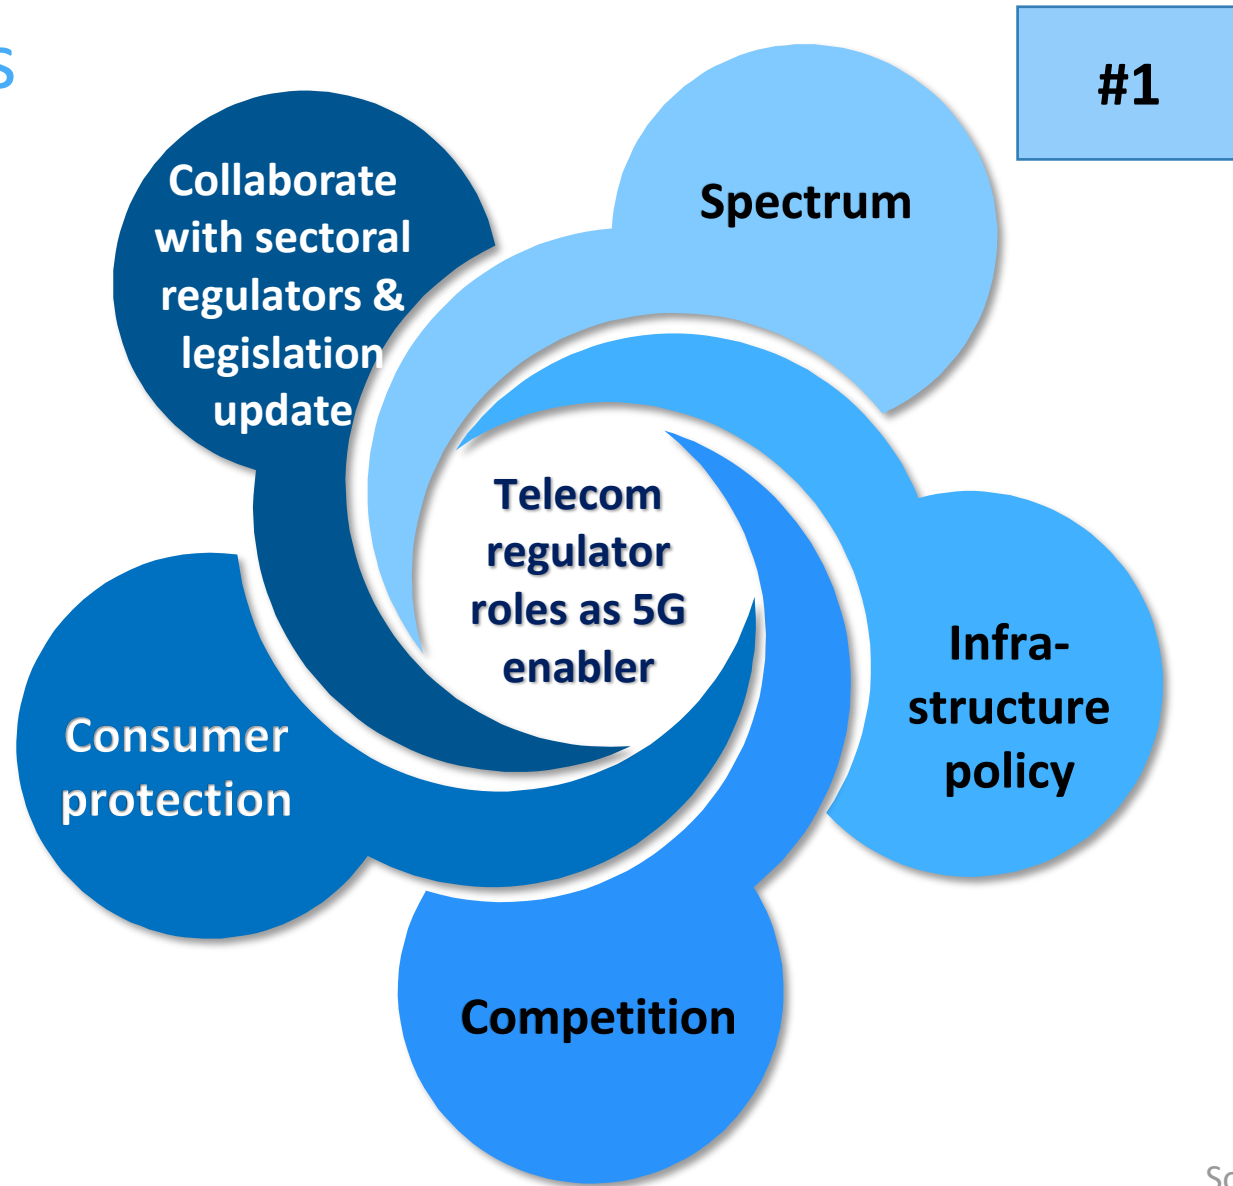 s
#1
Spectrum
Collaborate
with sectoral
regulators &
legislation
update
Telecom
regulator
roles as 5G
enabler
Infra-
structure
policy
Consumer
protection
Competition
So